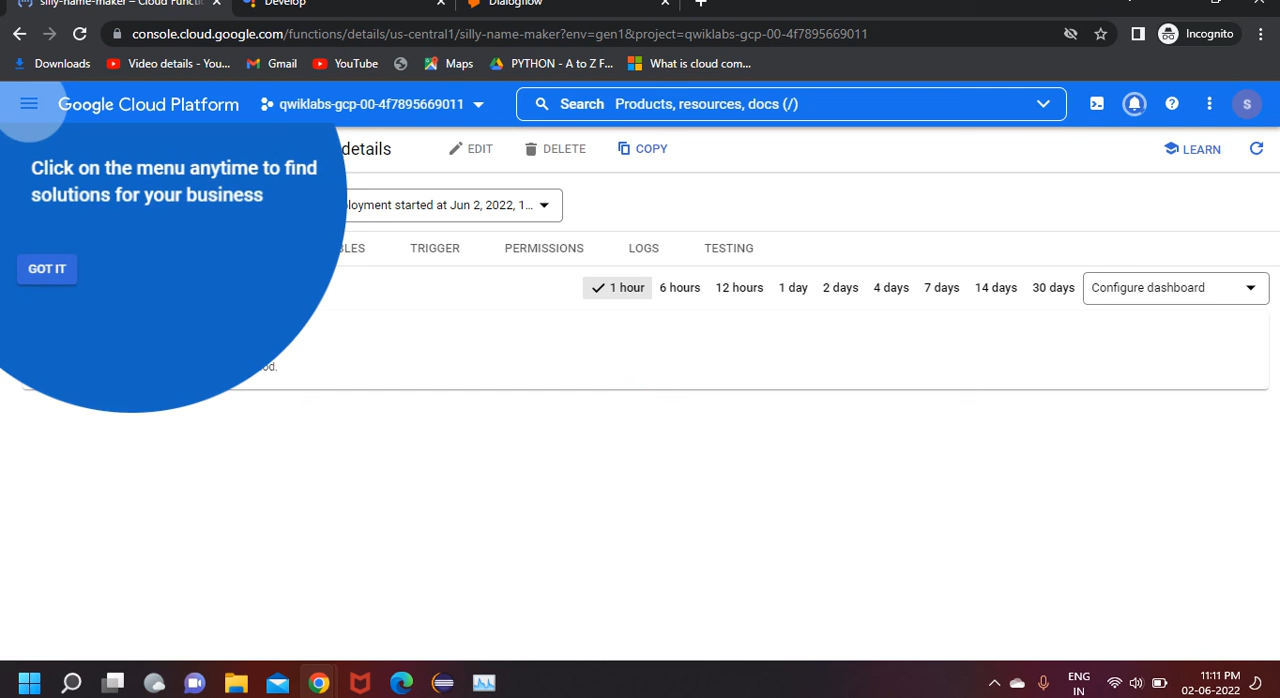 silly-name-maker – Cloud Functi
Develop
Dialogflow
console.cloud.google.com/functions/details/us-central1/silly-name-maker?env=gen1&project=qwiklabs-gcp-00-4f7895669011
Incognito
Downloads
Video details - You...
Gmail
YouTube
Maps
PYTHON - A to Z F...
What is cloud com...
Google Cloud Platform
qwiklabs-gcp-00-4f7895669011
Search Products, resources, docs (/)
S
Click on the menu anytime to find
solutions for your business
GOT IT
details
EDIT
DELETE
COPY
LEARN
loyment started at Jun 2, 2022, 1...
BLES
TRIGGER
PERMISSIONS
LOGS
TESTING
1 hour
6 hours
12 hours
1 day
2 days
4 days
7 days
14 days
30 days
Configure dashboard
od.
ENG
IN
11:11 PM
02-06-2022